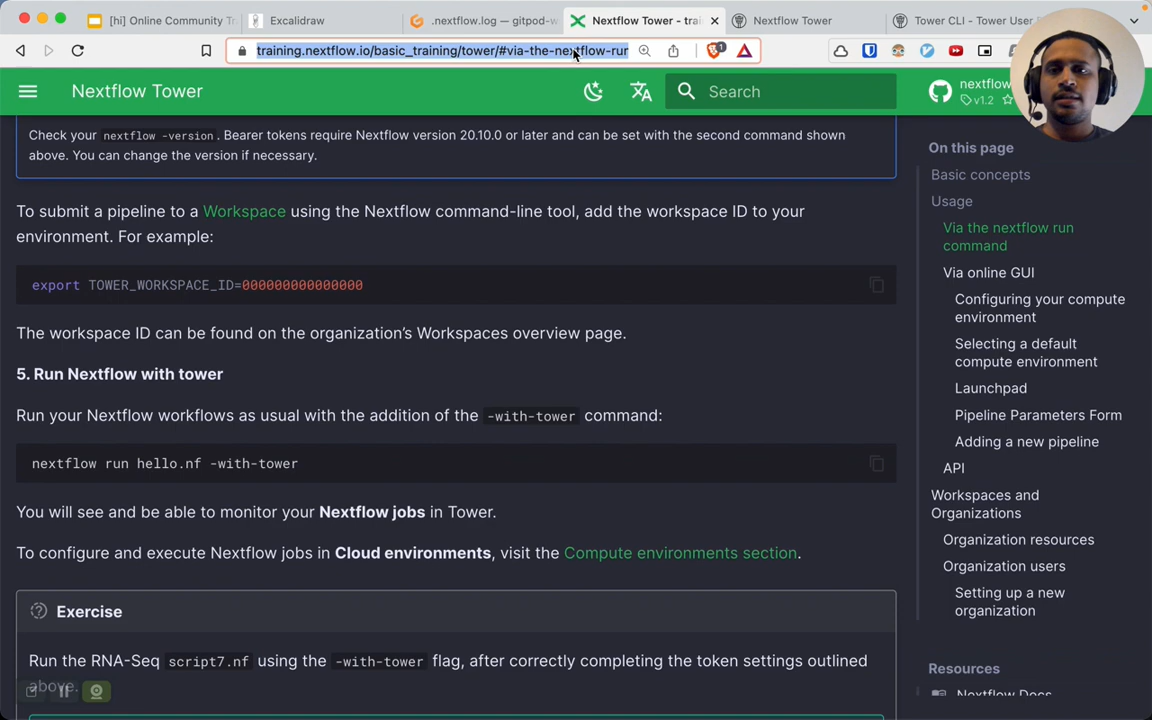 [hi] Online Community Tr
Excalidraw
.nextflow.log — gitpod-w
Nextflow Tower - trai
Nextflow Tower
Tower CLI - Tower User
training.nextflow.io/basic_training/tower/#via-the-nextflow-run
1
Nextflow Tower
Search
nextflow
v1.2
Check your nextflow -version. Bearer tokens require Nextflow version 20.10.0 or later and can be set with the second command shown
above. You can change the version if necessary.
To submit a pipeline to a Workspace using the Nextflow command-line tool, add the workspace ID to your
environment. For example:
export TOWER_WORKSPACE_ID=000000000000000
The workspace ID can be found on the organization's Workspaces overview page.
5. Run Nextflow with tower
Run your Nextflow workflows as usual with the addition of the -with-tower command:
nextflow run hello.nf -with-tower
You will see and be able to monitor your Nextflow jobs in Tower.
To configure and execute Nextflow jobs in Cloud environments, visit the Compute environments section.
Exercise
Run the RNA-Seq script7.nf using the -with-tower flag, after correctly completing the token settings outlined
above.
On this page
Basic concepts
Usage
Via the nextflow run
command
Via online GUI
Configuring your compute
environment
Selecting a default
compute environment
Launchpad
Pipeline Parameters Form
Adding a new pipeline
API
Workspaces and
Organizations
Organization resources
Organization users
Setting up a new
organization
Resources
Nextflow Docs